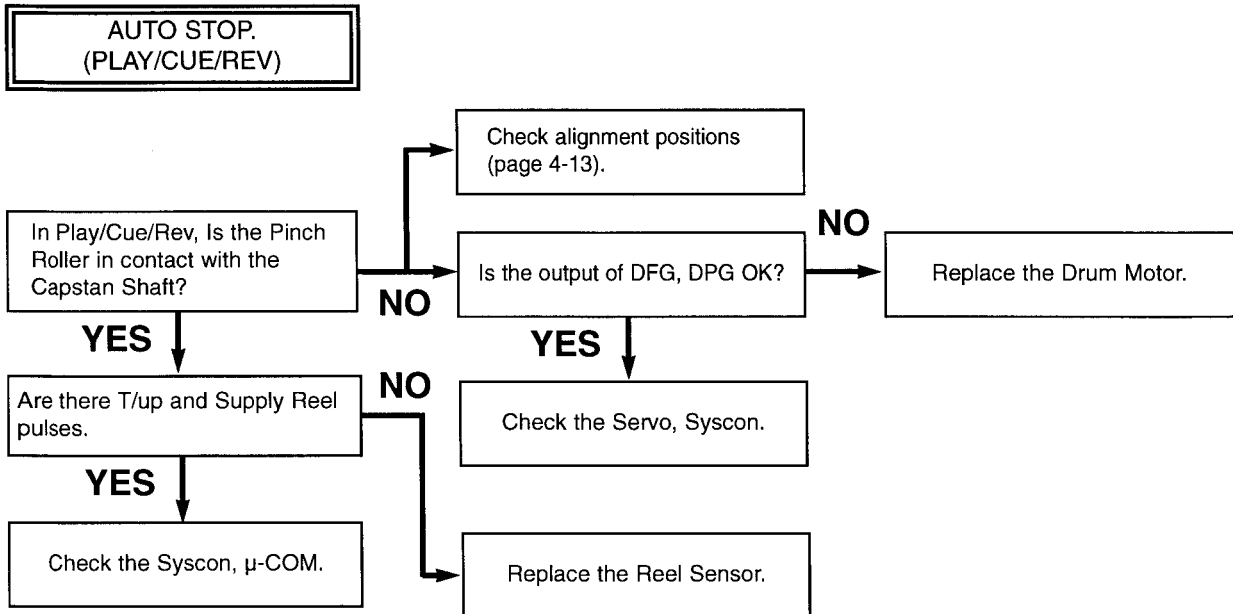 AUTO STOP.
(PLAY/CUE/REV)
Check alignment positions
(page 4-13).
In Play/Cue/Rev, Is the Pinch
Roller in contact with the
Capstan Shaft?
NO
Is the output of DFG, DPG OK?
NO
Replace the Drum Motor.
YES
YES
Are there T/up and Supply Reel
pulses.
NO
Check the Servo, Syscon.
YES
Check the Syscon, µ-COM.
Replace the Reel Sensor.